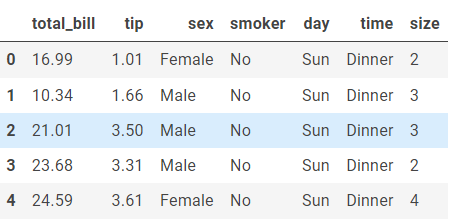 total_bill tip sex smoker day time size
0 16.99 1.01 Female No Sun Dinner 2
1 10.34 1.66 Male No Sun Dinner 3
2 21.01 3.50 Male No Sun Dinner 3
3 23.68 3.31 Male No Sun Dinner 2
4 24.59 3.61 Female No Sun Dinner 4